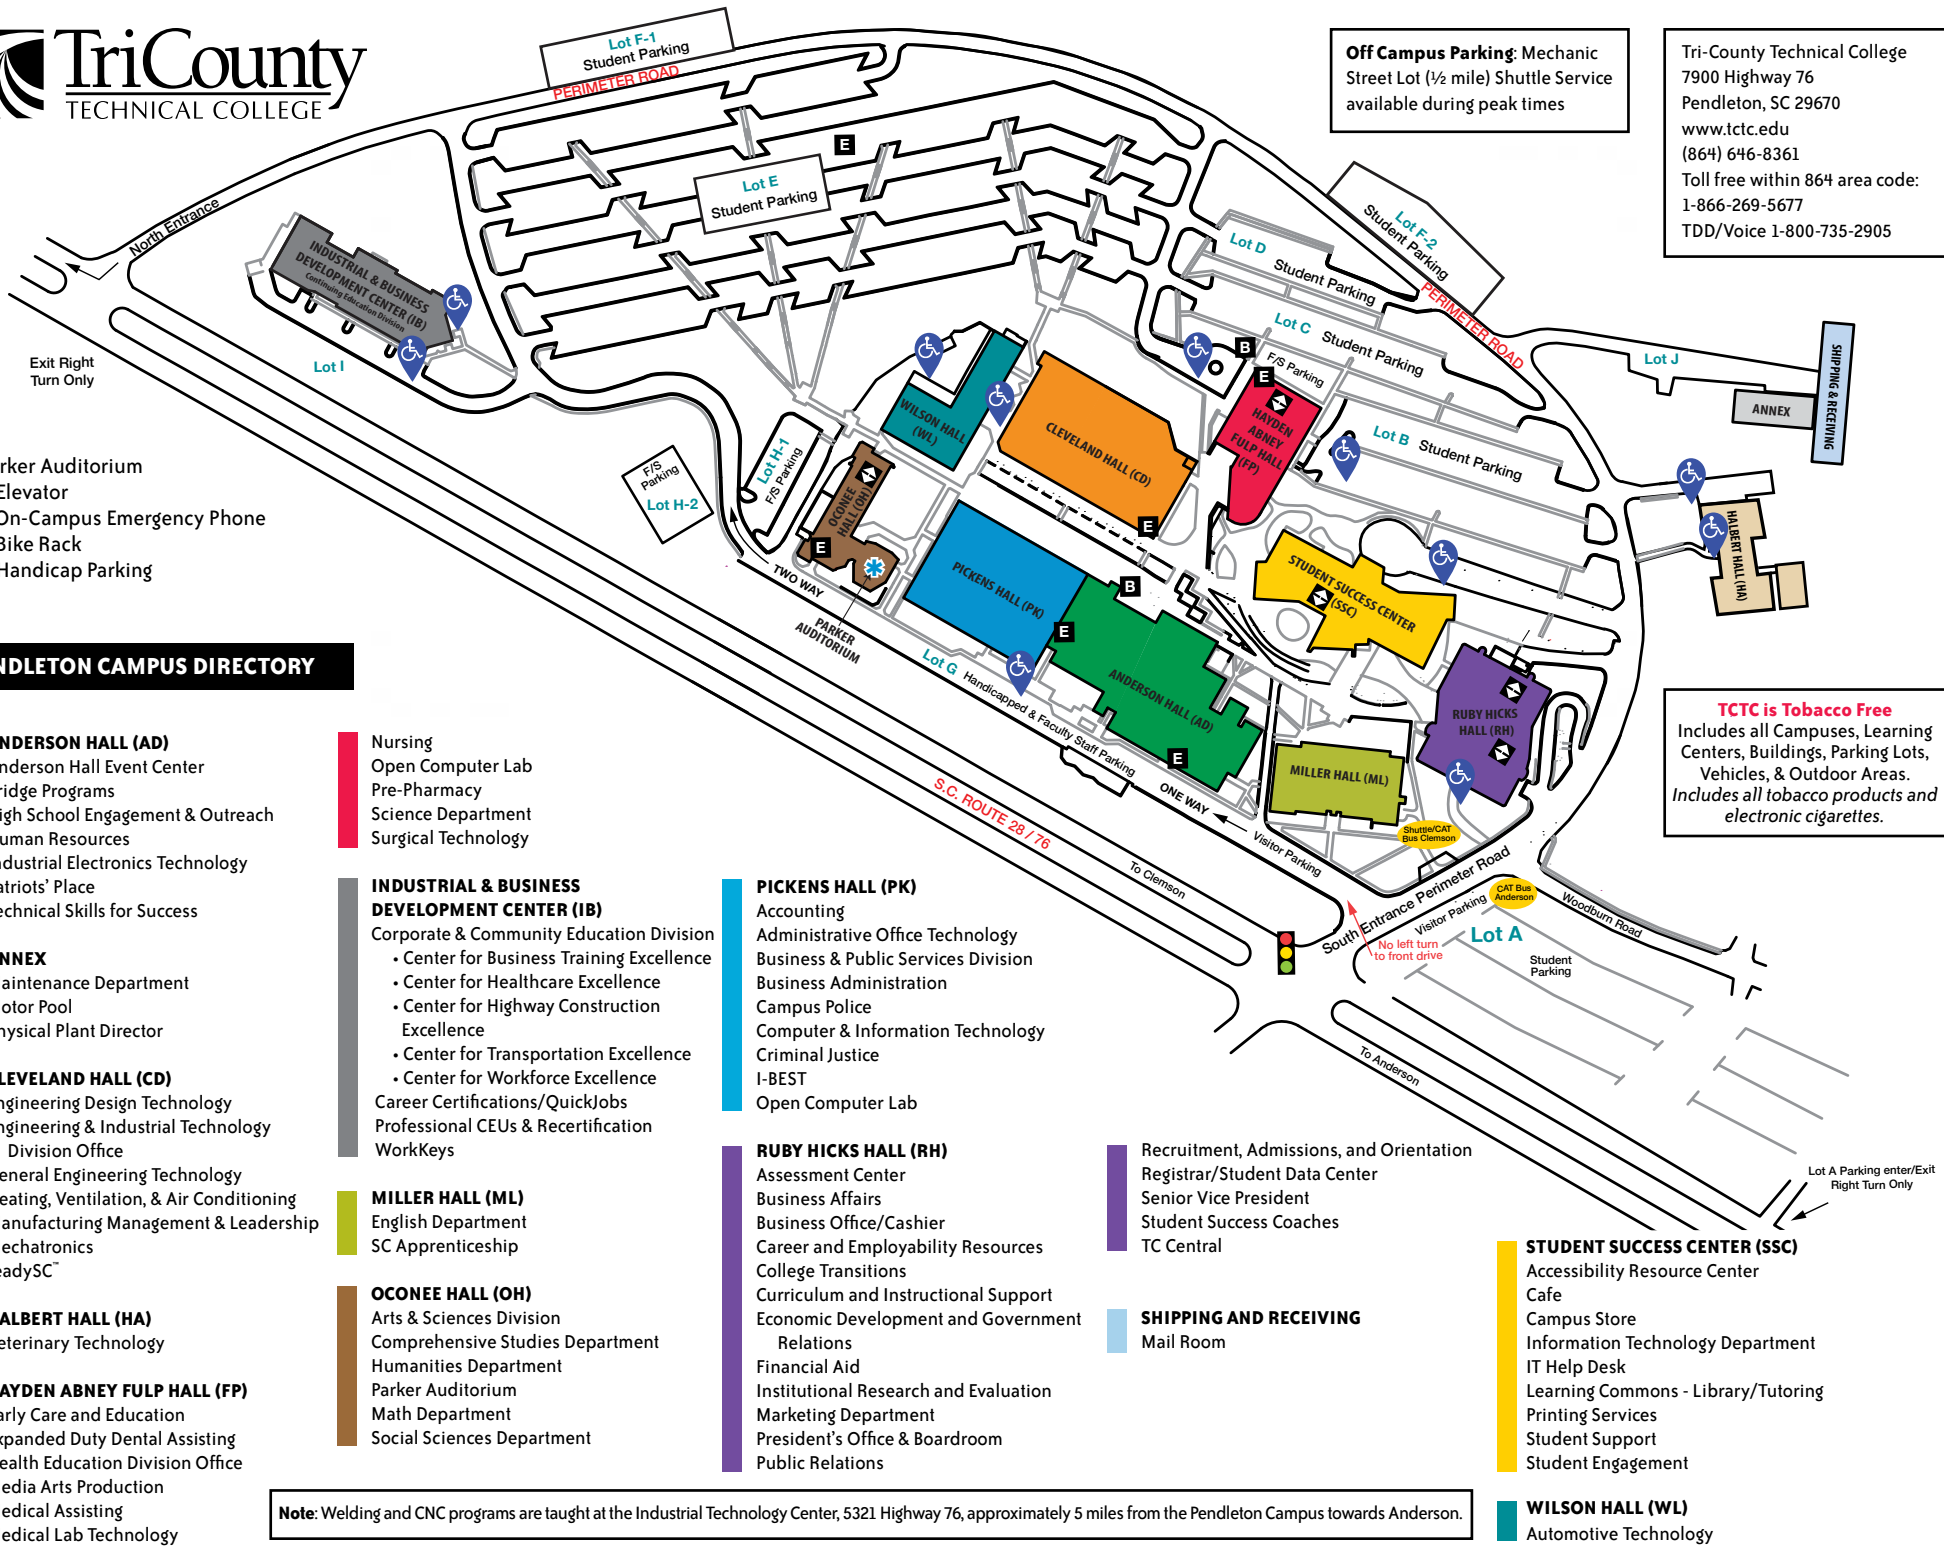 TriCounty
TECHNICAL COLLEGE
Lot F-1
Student Parking
PERIMETER ROAD
Off Campus Parking: Mechanic
Street Lot (½ mile) Shuttle Service
available during peak times
Tri-County Technical College
7900 Highway 76
Pendleton, SC 29670
www.tctc.edu
(864) 646-8361
Toll free within 864 area code:
1-866-269-5677
TDD/Voice 1-800-735-2905
E
Lot E
Student Parking
North Entrance
Lot F-2
Student Parking
PERIMETER ROAD
Lot D Student Parking
Lot C Student Parking
F/S Parking
Lot B Student Parking
INDUSTRIAL & BUSINESS
DEVELOPMENT CENTER (IB)
Continuing Education Division
Lot I
Exit Right
Turn Only
Lot J
SHIPPING & RECEIVING
ANNEX
B
E
HAYDEN
ABNEY
FULP HALL
(FP)
WILSON HALL
(WL)
CLEVELAND HALL (CD)
E
Lot H-1
F/S Parking
F/S
Parking
Lot H-2
OCONEE
HALL (OH)
E
rker Auditorium
Elevator
On-Campus Emergency Phone
Bike Rack
Handicap Parking
HALBERT HALL (HA)
TWO WAY
PARKER
AUDITORIUM
PICKENS HALL (PK)
B
E
STUDENT SUCCESS CENTER
(SSC)
Lot G Handicapped & Faculty Staff Parking
ANDERSON HALL (AD)
E
RUBY HICKS
HALL (RH)
MILLER HALL (ML)
ONE WAY
Visitor Parking
Shuttle/CAT
Bus Clemson
S.C. ROUTE 28 / 76
To Clemson
South Entrance Perimeter Road
Visitor Parking
CAT Bus
Anderson
Woodburn Road
No left turn
to front drive
Lot A
Student
Parking
To Anderson
Lot A Parking enter/Exit
Right Turn Only
TCTC is Tobacco Free
Includes all Campuses, Learning
Centers, Buildings, Parking Lots,
Vehicles, & Outdoor Areas.
Includes all tobacco products and
electronic cigarettes.
NDLETON CAMPUS DIRECTORY
NDERSON HALL (AD)
nderson Hall Event Center
ridge Programs
igh School Engagement & Outreach
uman Resources
ndustrial Electronics Technology
atriots' Place
echnical Skills for Success
NNEX
aintenance Department
otor Pool
hysical Plant Director
LEVELAND HALL (CD)
ngineering Design Technology
ngineering & Industrial Technology
Division Office
eneral Engineering Technology
eating, Ventilation, & Air Conditioning
anufacturing Management & Leadership
echatronics
eadySC™
ALBERT HALL (HA)
eterinary Technology
AYDEN ABNEY FULP HALL (FP)
arly Care and Education
xpanded Duty Dental Assisting
ealth Education Division Office
edia Arts Production
edical Assisting
edical Lab Technology
Nursing
Open Computer Lab
Pre-Pharmacy
Science Department
Surgical Technology
INDUSTRIAL & BUSINESS
DEVELOPMENT CENTER (IB)
Corporate & Community Education Division
• Center for Business Training Excellence
• Center for Healthcare Excellence
• Center for Highway Construction
Excellence
• Center for Transportation Excellence
• Center for Workforce Excellence
Career Certifications/QuickJobs
Professional CEUs & Recertification
WorkKeys
MILLER HALL (ML)
English Department
SC Apprenticeship
OCONEE HALL (OH)
Arts & Sciences Division
Comprehensive Studies Department
Humanities Department
Parker Auditorium
Math Department
Social Sciences Department
PICKENS HALL (PK)
Accounting
Administrative Office Technology
Business & Public Services Division
Business Administration
Campus Police
Computer & Information Technology
Criminal Justice
I-BEST
Open Computer Lab
RUBY HICKS HALL (RH)
Assessment Center
Business Affairs
Business Office/Cashier
Career and Employability Resources
College Transitions
Curriculum and Instructional Support
Economic Development and Government
Relations
Financial Aid
Institutional Research and Evaluation
Marketing Department
President's Office & Boardroom
Public Relations
Recruitment, Admissions, and Orientation
Registrar/Student Data Center
Senior Vice President
Student Success Coaches
TC Central
SHIPPING AND RECEIVING
Mail Room
STUDENT SUCCESS CENTER (SSC)
Accessibility Resource Center
Cafe
Campus Store
Information Technology Department
IT Help Desk
Learning Commons - Library/Tutoring
Printing Services
Student Support
Student Engagement
WILSON HALL (WL)
Automotive Technology
Note: Welding and CNC programs are taught at the Industrial Technology Center, 5321 Highway 76, approximately 5 miles from the Pendleton Campus towards Anderson.